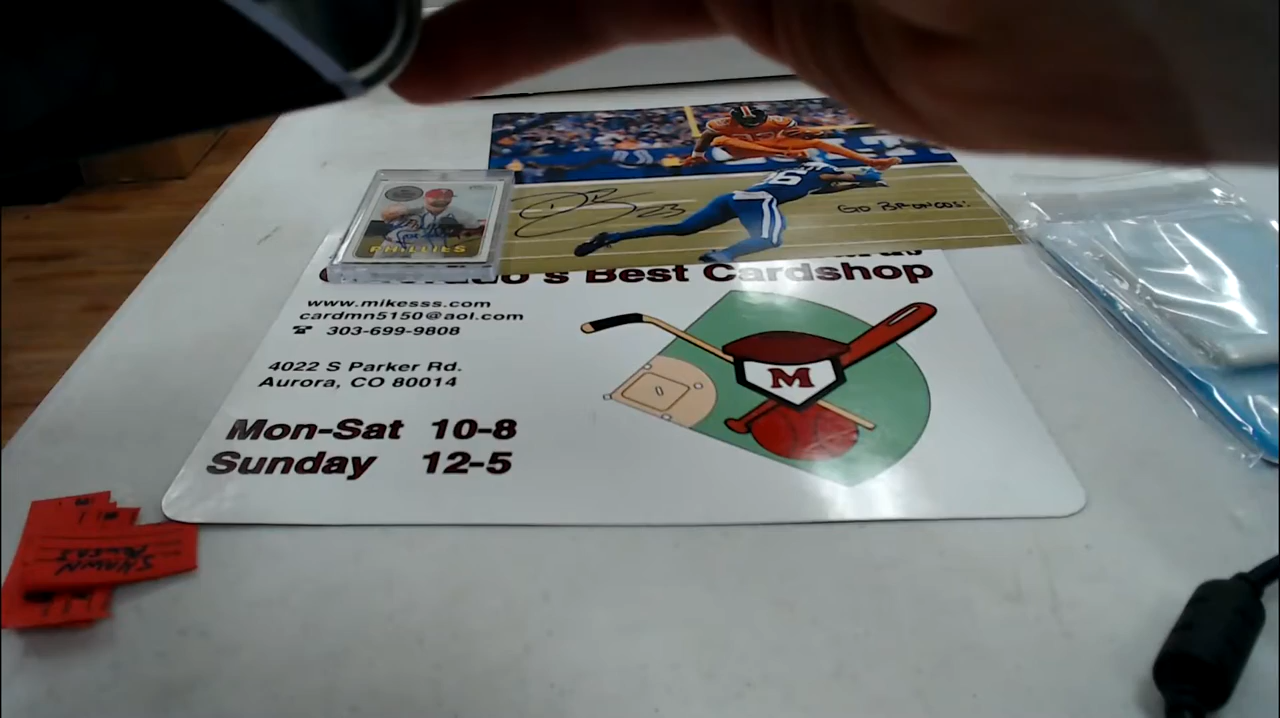 GO BRONCOS!
PHILLIES
Best Cardshop
www.mikesss.com
cardmn5150@aol.com
303-699-9808
4022 S Parker Rd.
Aurora, CO 80014
Mon-Sat 10-8
Sunday 12-5
M
SHAWN